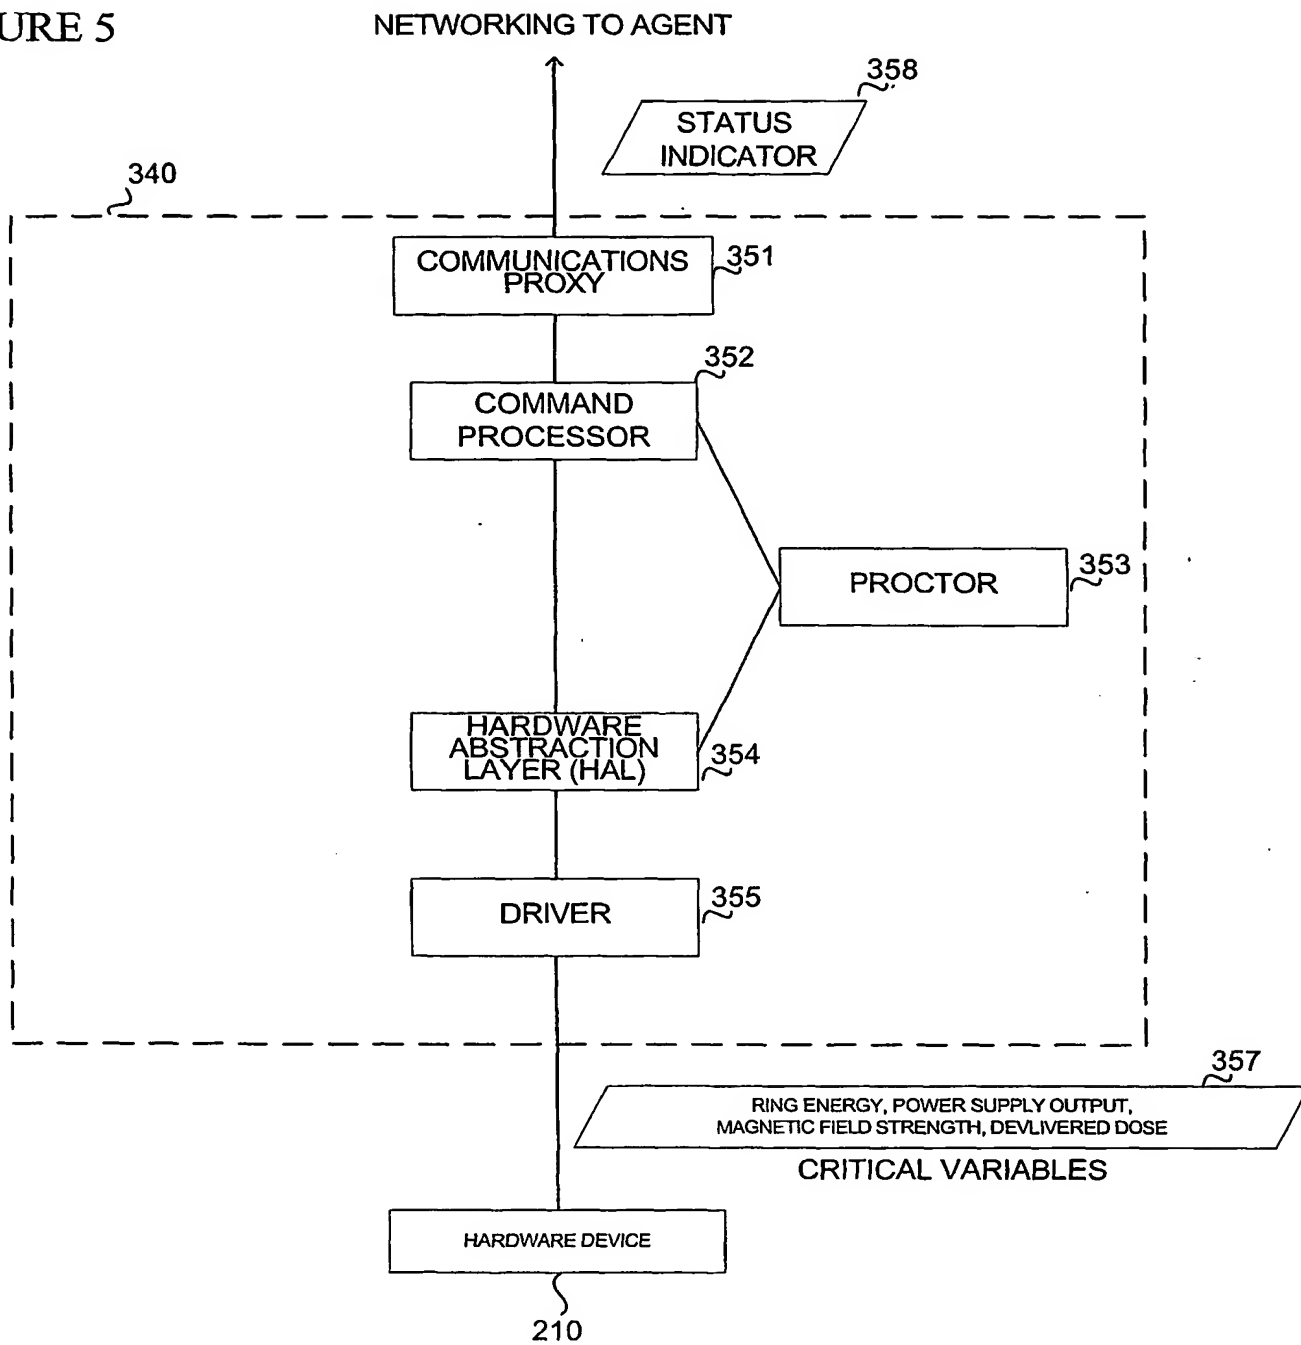 URE 5
NETWORKING TO AGENT
358
STATUS
INDICATOR
340
COMMUNICATIONS
PROXY
351
352
COMMAND
PROCESSOR
PROCTOR
353
HARDWARE
ABSTRACTION
LAYER (HAL)
354
DRIVER
355
357
RING ENERGY, POWER SUPPLY OUTPUT,
MAGNETIC FIELD STRENGTH, DEVLIVERED DOSE
CRITICAL VARIABLES
HARDWARE DEVICE
210